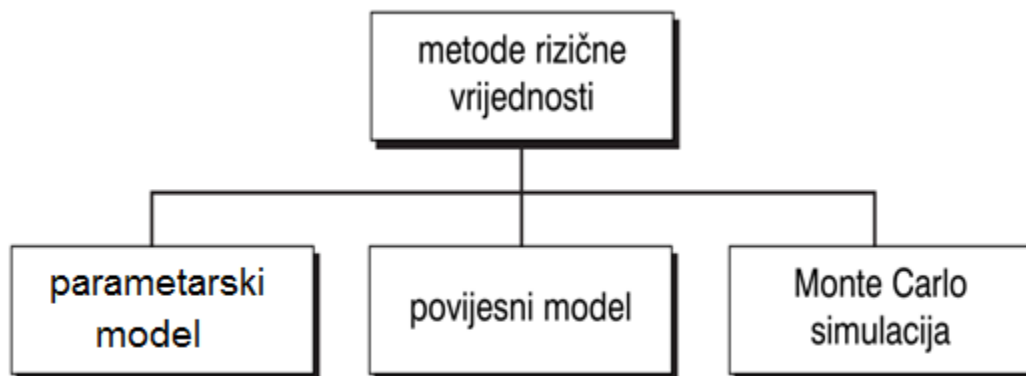 metode rizične
vrijednosti
parametarski
model
povijesni model
Monte Carlo
simulacija